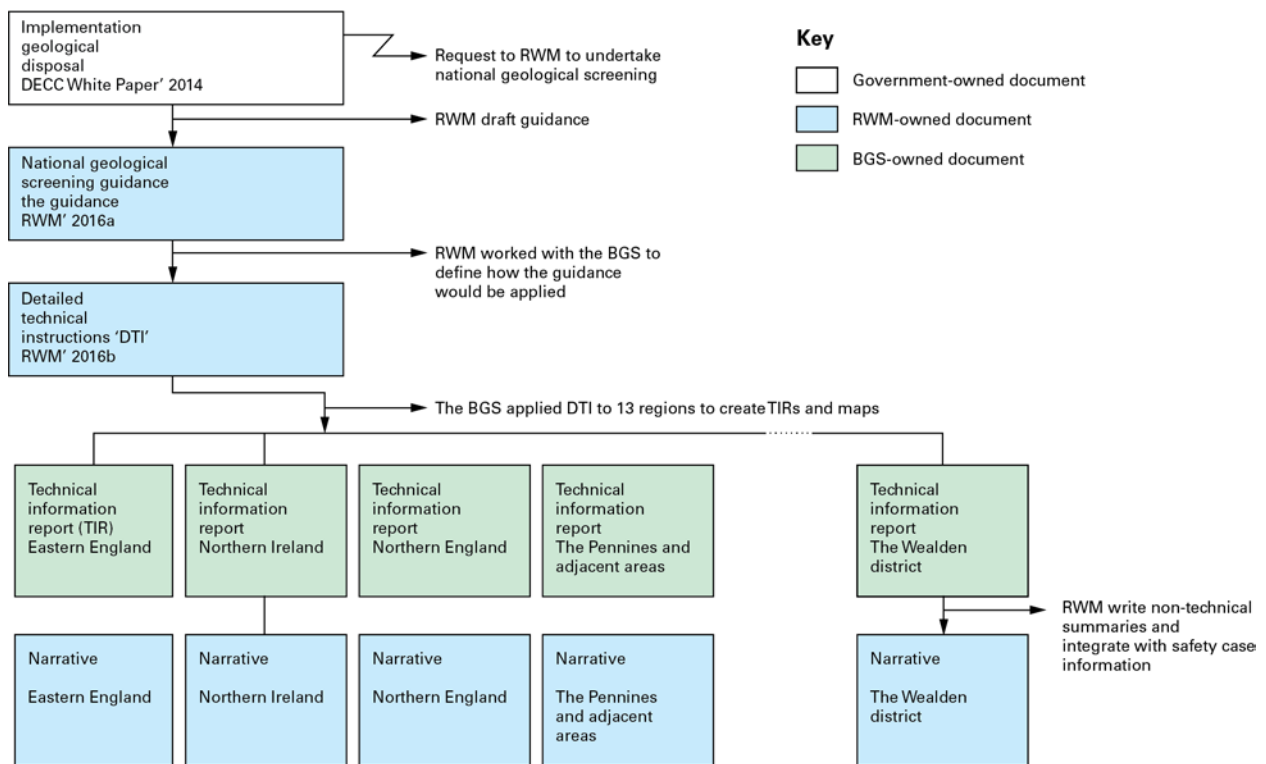 Implementation
geological
disposal
DECC White Paper' 2014
Request to RWM to undertake
national geological screening
RWM draft guidance
National geological
screening guidance
the guidance
RWM' 2016a
RWM worked with the BGS to
define how the guidance
would be applied
Detailed
technical
instructions 'DTI'
RWM' 2016b
The BGS applied DTI to 13 regions to create TIRs and maps
Key
Government-owned document
RWM-owned document
BGS-owned document
Technical
information
report (TIR)
Eastern England
Technical
information
report
Northern Ireland
Technical
information
report
Northern England
Technical
information
report
The Pennines and
adjacent areas
Technical
information
report
The Wealden
district
RWM write non-technical
summaries and
integrate with safety case
information
Narrative
Eastern England
Narrative
Northern Ireland
Narrative
Northern England
Narrative
The Pennines
and adjacent
areas
Narrative
The Wealden
district